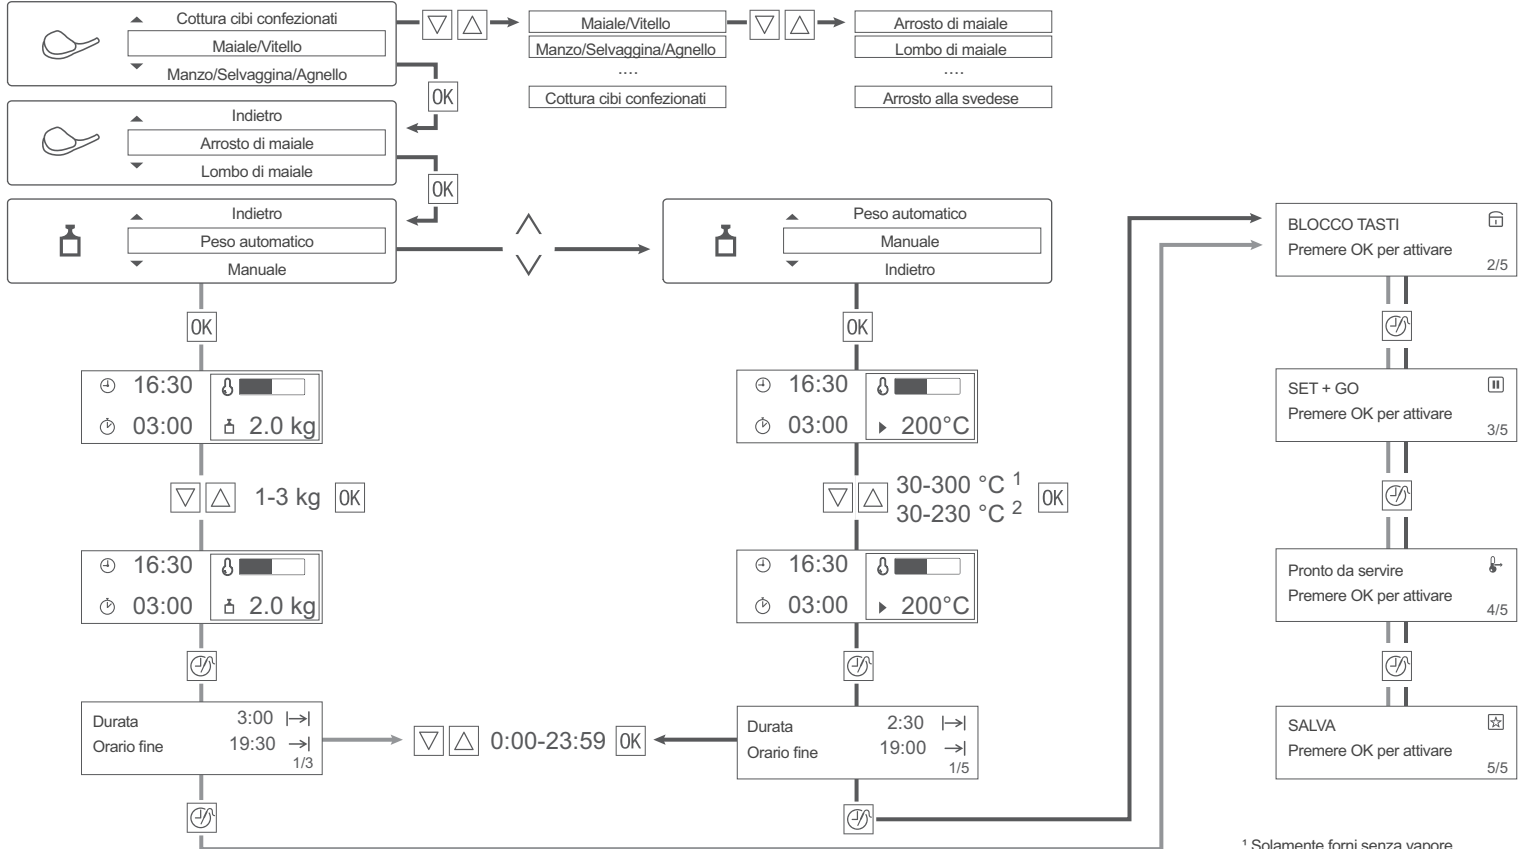 Cottura cibi confezionati
Maiale/Vitello
Manzo/Selvaggina/Agnello
OK
Maiale/Vitello
Manzo/Selvaggina/Agnello
....
Cottura cibi confezionati
Arrosto di maiale
Lombo di maiale
....
Arrosto alla svedese
Indietro
Arrosto di maiale
Lombo di maiale
OK
Indietro
Peso automatico
Manuale
Peso automatico
Manuale
Indietro
OK
16:30
03:00
2.0 kg
1-3 kg OK
16:30
03:00
2.0 kg
Durata 3:00
Orario fine 19:30
1/3
0:00-23:59 OK
OK
16:30
03:00
200°C
30-300 °C 1
30-230 °C 2
OK
16:30
03:00
200°C
Durata 2:30
Orario fine 19:00
1/5
BLOCCO TASTI
Premere OK per attivare
2/5
SET + GO
Premere OK per attivare
3/5
Pronto da servire
Premere OK per attivare
4/5
SALVA
Premere OK per attivare
5/5
1 Solamente forni senza vapore